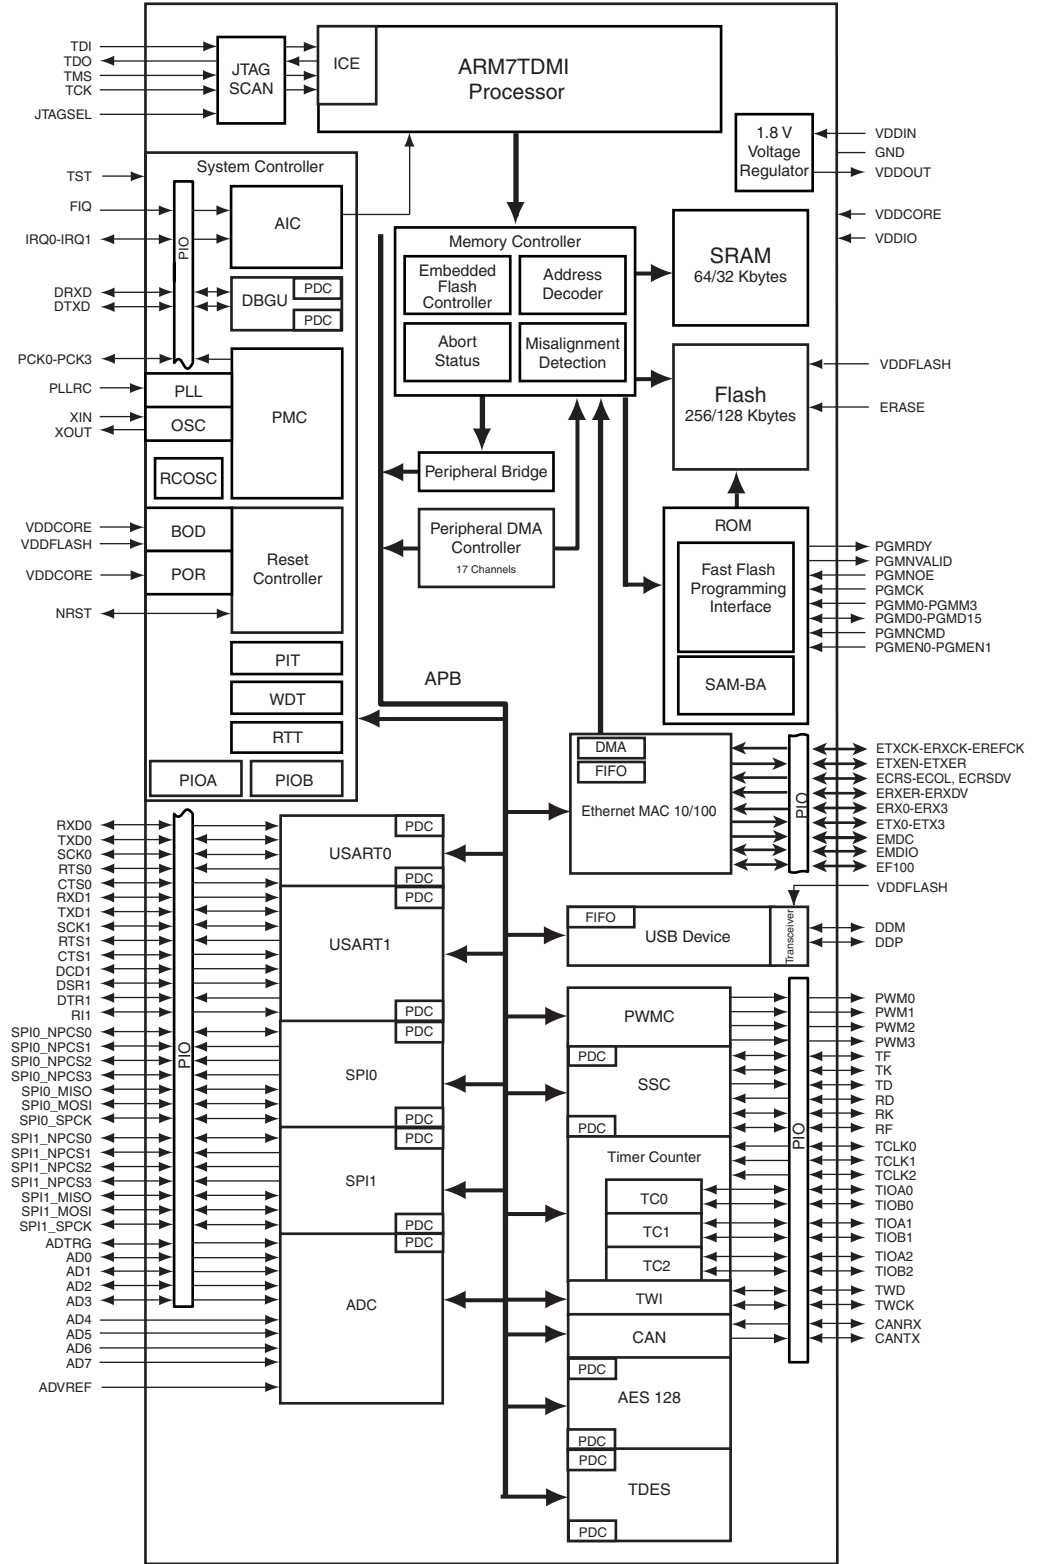 TDI
TDO
TMS
TCK
JTAGSEL
JTAG
SCAN
ICE
ARM7TDMI
Processor
1.8 V
Voltage
Regulator
VDDIN
GND
VDDOUT
VDDCORE
VDDIO
System Controller
TST
FIQ
IRQ0-IRQ1
PIO
AIC
DRXD
DTXD
DBGU
PDC
PDC
PCK0-PCK3
PLLRC
PLL
XIN
XOUT
OSC
PMC
RCOSC
VDDCORE
VDDFLASH
BOD
VDDCORE
POR
Reset
Controller
NRST
PIT
WDT
RTT
PIOA
PIOB
Memory Controller
Embedded
Flash
Controller
Address
Decoder
Abort
Status
Misalignment
Detection
SRAM
64/32 Kbytes
Flash
256/128 Kbytes
VDDFLASH
ERASE
Peripheral Bridge
Peripheral DMA
Controller
17 Channels
ROM
Fast Flash
Programming
Interface
SAM-BA
PGMRDY
PGMNVALID
PGMNOE
PGMCK
PGMM0-PGMM3
PGMD0-PGMD15
PGMNCMD
PGMEN0-PGMEN1
APB
DMA
FIFO
Ethernet MAC 10/100
PIO
ETXCK-ERXCK-EREFCK
ETXEN-ETXER
ECRS-ECOL, ECRSDV
ERXER-ERXDV
ERX0-ERX3
ETX0-ETX3
EMDC
EMDIO
EF100
VDDFLASH
FIFO
USB Device
Transceiver
DDM
DDP
RXD0
TXD0
SCK0
RTS0
CTS0
RXD1
TXD1
SCK1
RTS1
CTS1
DCD1
DSR1
DTR1
RI1
SPI0_NPCS0
SPI0_NPCS1
SPI0_NPCS2
SPI0_NPCS3
SPI0_MISO
SPI0_MOSI
SPI0_SPCK
SPI1_NPCS0
SPI1_NPCS1
SPI1_NPCS2
SPI1_NPCS3
SPI1_MISO
SPI1_MOSI
SPI1_SPCK
ADTRG
AD0
AD1
AD2
AD3
AD4
AD5
AD6
AD7
ADVREF
PIO
PDC
USART0
PDC
PDC
USART1
PDC
PDC
SPI0
PDC
PDC
SPI1
PDC
PDC
ADC
PWMC
PDC
SSC
PDC
Timer Counter
TC0
TC1
TC2
TWI
CAN
PDC
AES 128
PDC
PDC
TDES
PDC
PIO
PWM0
PWM1
PWM2
PWM3
TF
TK
TD
RD
RK
RF
TCLK0
TCLK1
TCLK2
TIOA0
TIOB0
TIOA1
TIOB1
TIOA2
TIOB2
TWD
TWCK
CANRX
CANTX